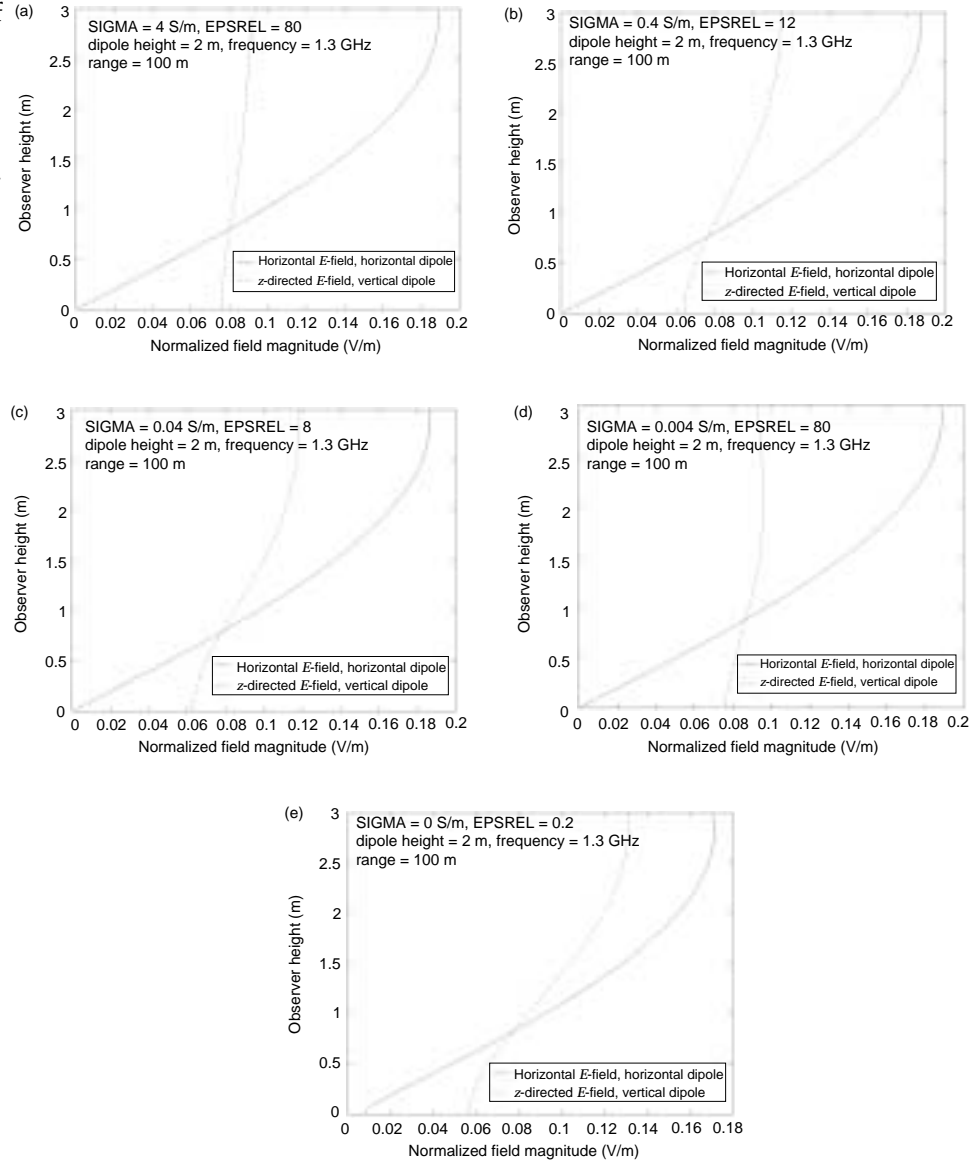 (a)
SIGMA = 4 S/m, EPSREL = 80
dipole height = 2 m, frequency = 1.3 GHz
range = 100 m
3
2.5
2
1.5
1
0.5
0
Observer height (m)
Horizontal E-field, horizontal dipole
z-directed E-field, vertical dipole
0 0.02 0.04 0.06 0.08 0.1 0.12 0.14 0.16 0.18 0.2
Normalized field magnitude (V/m)
(b)
SIGMA = 0.4 S/m, EPSREL = 12
dipole height = 2 m, frequency = 1.3 GHz
range = 100 m
3
2.5
2
1.5
1
0.5
0
Observer height (m)
Horizontal E-field, horizontal dipole
z-directed E-field, vertical dipole
0 0.02 0.04 0.06 0.08 0.1 0.12 0.14 0.16 0.18 0.2
Normalized field magnitude (V/m)
(c)
SIGMA = 0.04 S/m, EPSREL = 8
dipole height = 2 m, frequency = 1.3 GHz
range = 100 m
3
2.5
2
1.5
1
0.5
0
Observer height (m)
Horizontal E-field, horizontal dipole
z-directed E-field, vertical dipole
0 0.02 0.04 0.06 0.08 0.1 0.12 0.14 0.16 0.18 0.2
Normalized field magnitude (V/m)
(d)
SIGMA = 0.004 S/m, EPSREL = 80
dipole height = 2 m, frequency = 1.3 GHz
range = 100 m
3
2.5
2
1.5
1
0.5
0
Observer height (m)
Horizontal E-field, horizontal dipole
z-directed E-field, vertical dipole
0 0.02 0.04 0.06 0.08 0.1 0.12 0.14 0.16 0.18 0.2
Normalized field magnitude (V/m)
(e)
SIGMA = 0 S/m, EPSREL = 0.2
dipole height = 2 m, frequency = 1.3 GHz
range = 100 m
3
2.5
2
1.5
1
0.5
0
Observer height (m)
Horizontal E-field, horizontal dipole
z-directed E-field, vertical dipole
0 0.02 0.04 0.06 0.08 0.10 0.12 0.14 0.16 0.18
Normalized field magnitude (V/m)